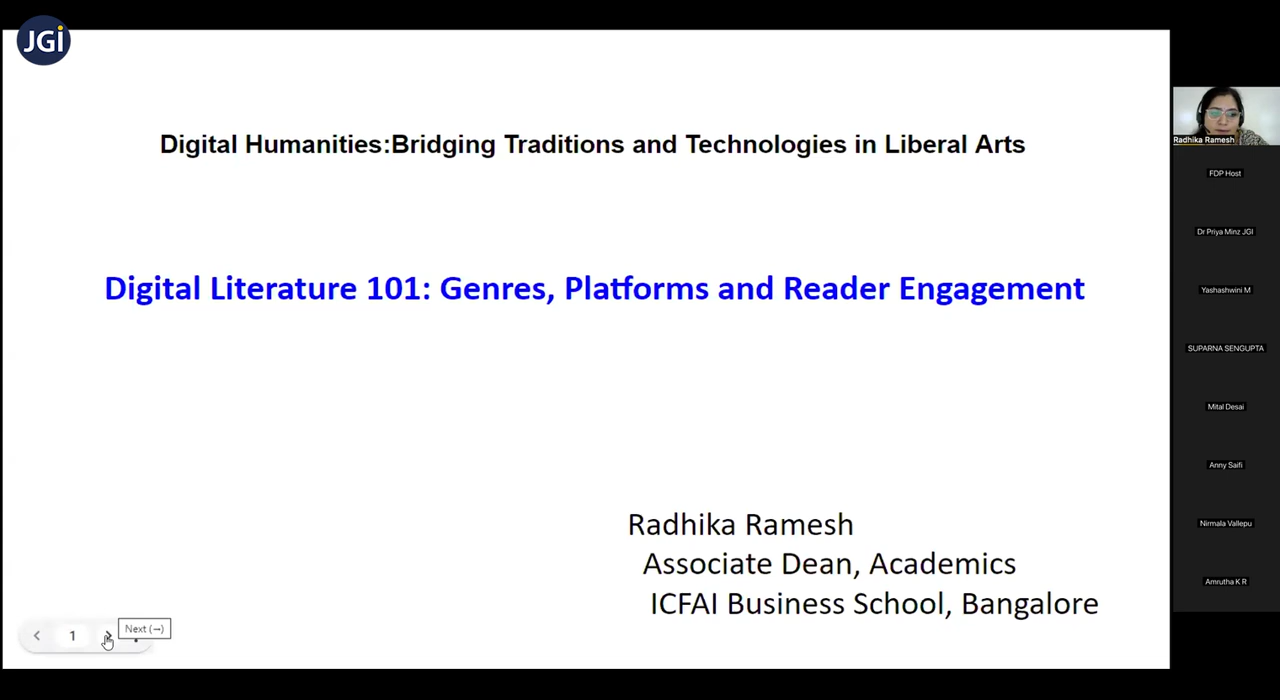 JGi
Digital Humanities:Bridging Traditions and Technologies in Liberal Arts
Digital Literature 101: Genres, Platforms and Reader Engagement
Radhika Ramesh
Associate Dean, Academics
ICFAI Business School, Bangalore
1
Next (→)
Radhika Ramesh
FDP Host
Dr Priya Minz JGI
Yashashwini M
SUPARNA SENGUPTA
Mital Desai
Anny Saifi
Nirmala Vallepu
Amrutha K R